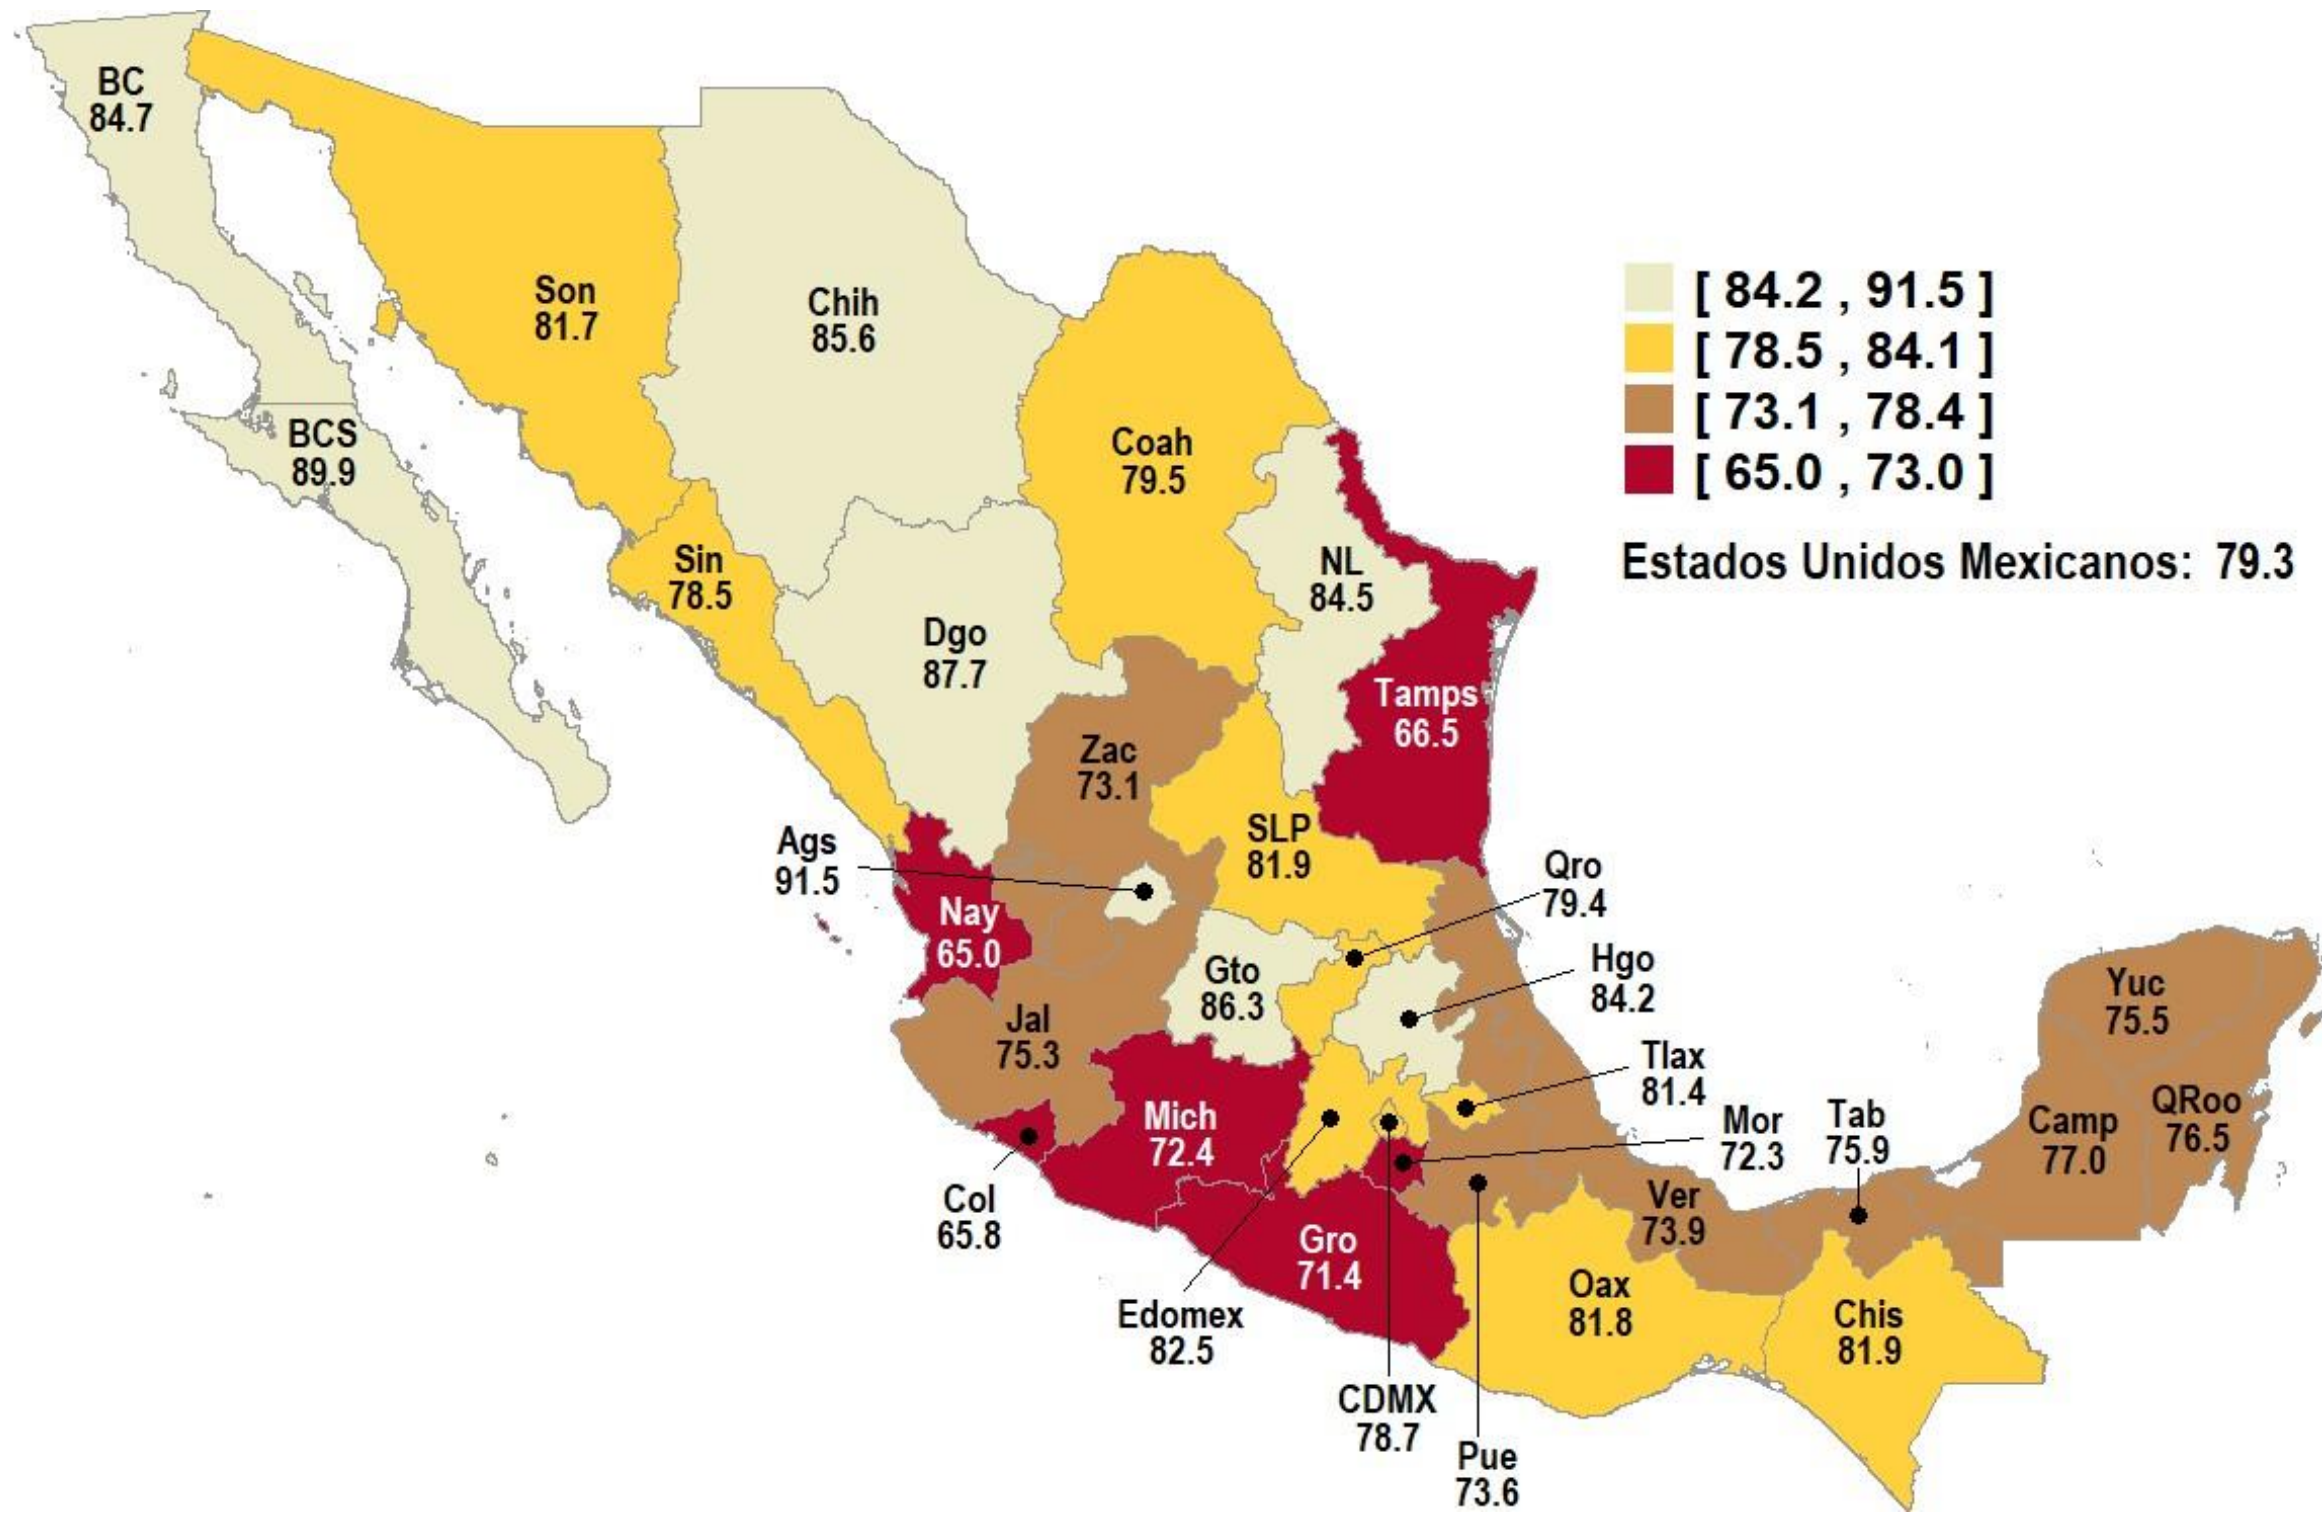 BC
84.7
Son
81.7
Chih
85.6
[ 84.2 , 91.5 ]
[ 78.5 , 84.1 ]
[ 73.1 , 78.4 ]
[ 65.0 , 73.0 ]
Estados Unidos Mexicanos: 79.3
BCS
89.9
Coah
79.5
Sin
78.5
NL
84.5
Dgo
87.7
Tamps
66.5
Zac
73.1
Ags
91.5
SLP
81.9
Qro
79.4
Nay
65.0
Gto
86.3
Hgo
84.2
Yuc
75.5
Jal
75.3
Tlax
81.4
Mich
72.4
Mor
72.3
Tab
75.9
Camp
77.0
QRoo
76.5
Col
65.8
Ver
73.9
Gro
71.4
Oax
81.8
Edomex
82.5
Chis
81.9
CDMX
78.7
Pue
73.6